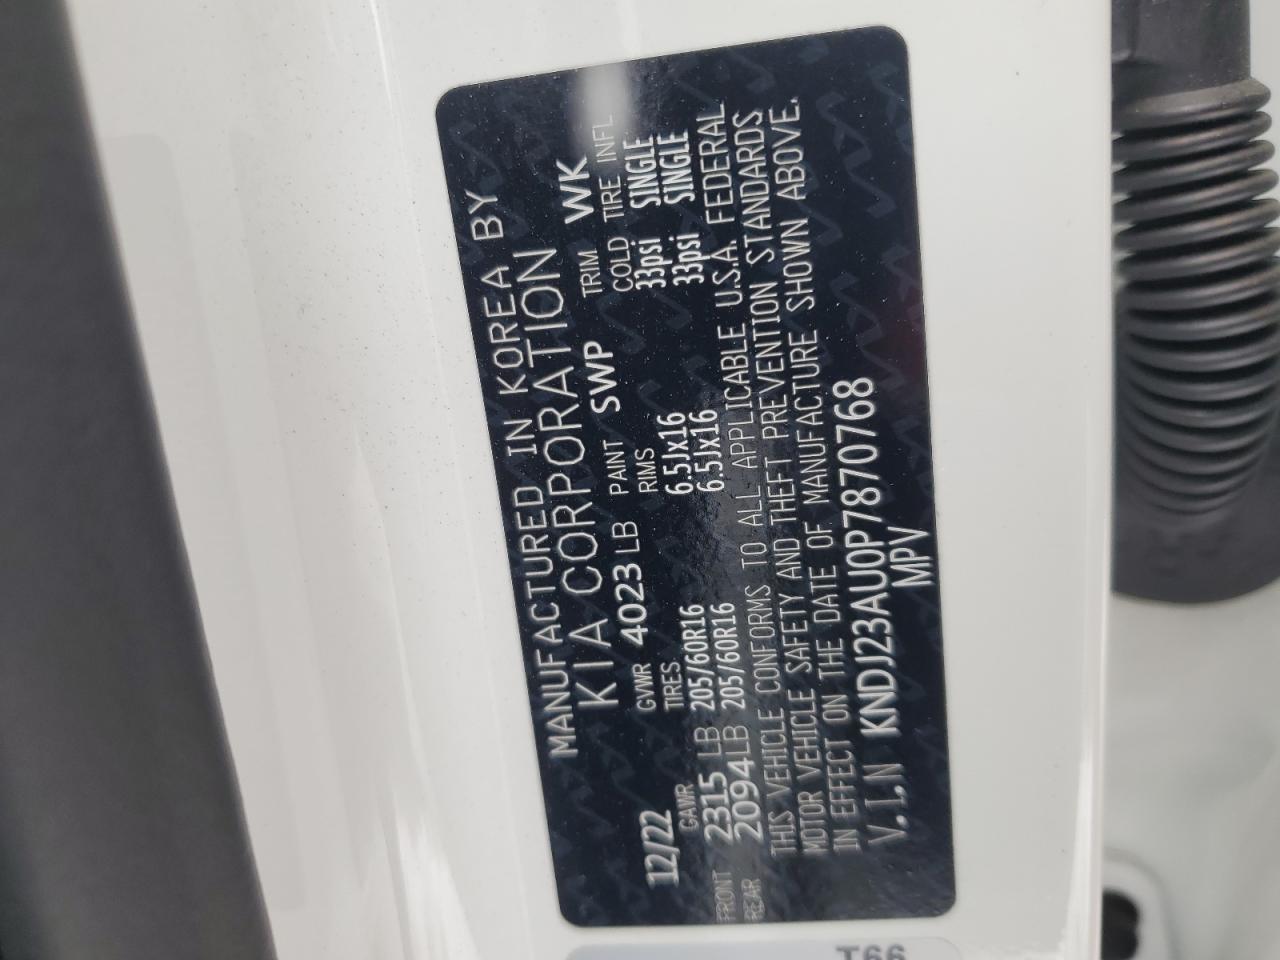 MANUFACTURED IN KOREA BY
KIA CORPORATION
12/22 GVWR 4023 LB PAINT SWP TRIM WK
GAWR TIRES RIMS COLD TIRE INFL
FRONT 2315 LB 205/60R16 6.5Jx16 33psi SINGLE
REAR 2094LB 205/60R16 6.5Jx16 33psi SINGLE
THIS VEHICLE CONFORMS TO ALL APPLICABLE U.S.A. FEDERAL
MOTOR VEHICLE SAFETY AND THEFT PREVENTION STANDARDS
IN EFFECT ON THE DATE OF MANUFACTURE SHOWN ABOVE.
V.I.N KNDJ23AU0P7870768
MPV
T66